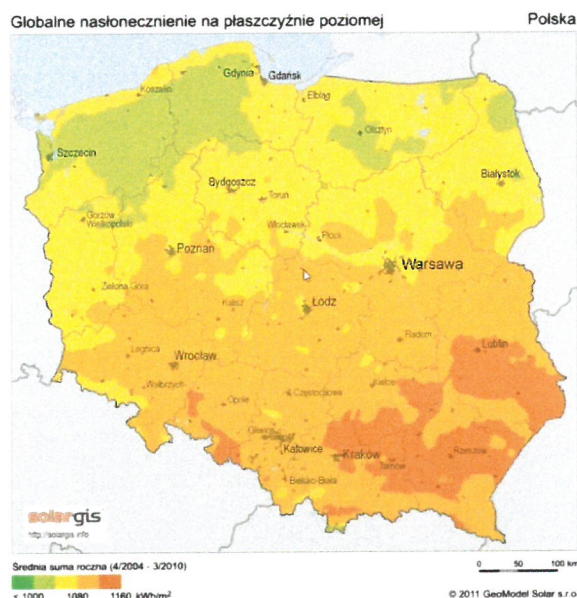 Globalne nasłonecznienie na płaszczyźnie poziomej
Polska
Gdynia
Gdańsk
Koszalin
Elbląg
Olsztyn
Szczecin
Bydgoszcz
Białystok
Toruń
Gorzów
Wielkopolski
Włocławek
Płock
Poznań
Warsawa
Zielona Góra
Kalisz
Łódź
Radom
Lublin
Legnica
Wrocław
Wałbrzych
Opole
Częstochowa
Kielce
Gliwice
Katowice
Kraków
Tarnów
Rzeszów
Bielsko-Biała
solargis
http://solargis.info
Średnia suma roczna (4/2004 - 3/2010)
0 50 100 km
< 1000 1080 1160 kWh/m²
© 2011 GeoModel Solar s.r.o.